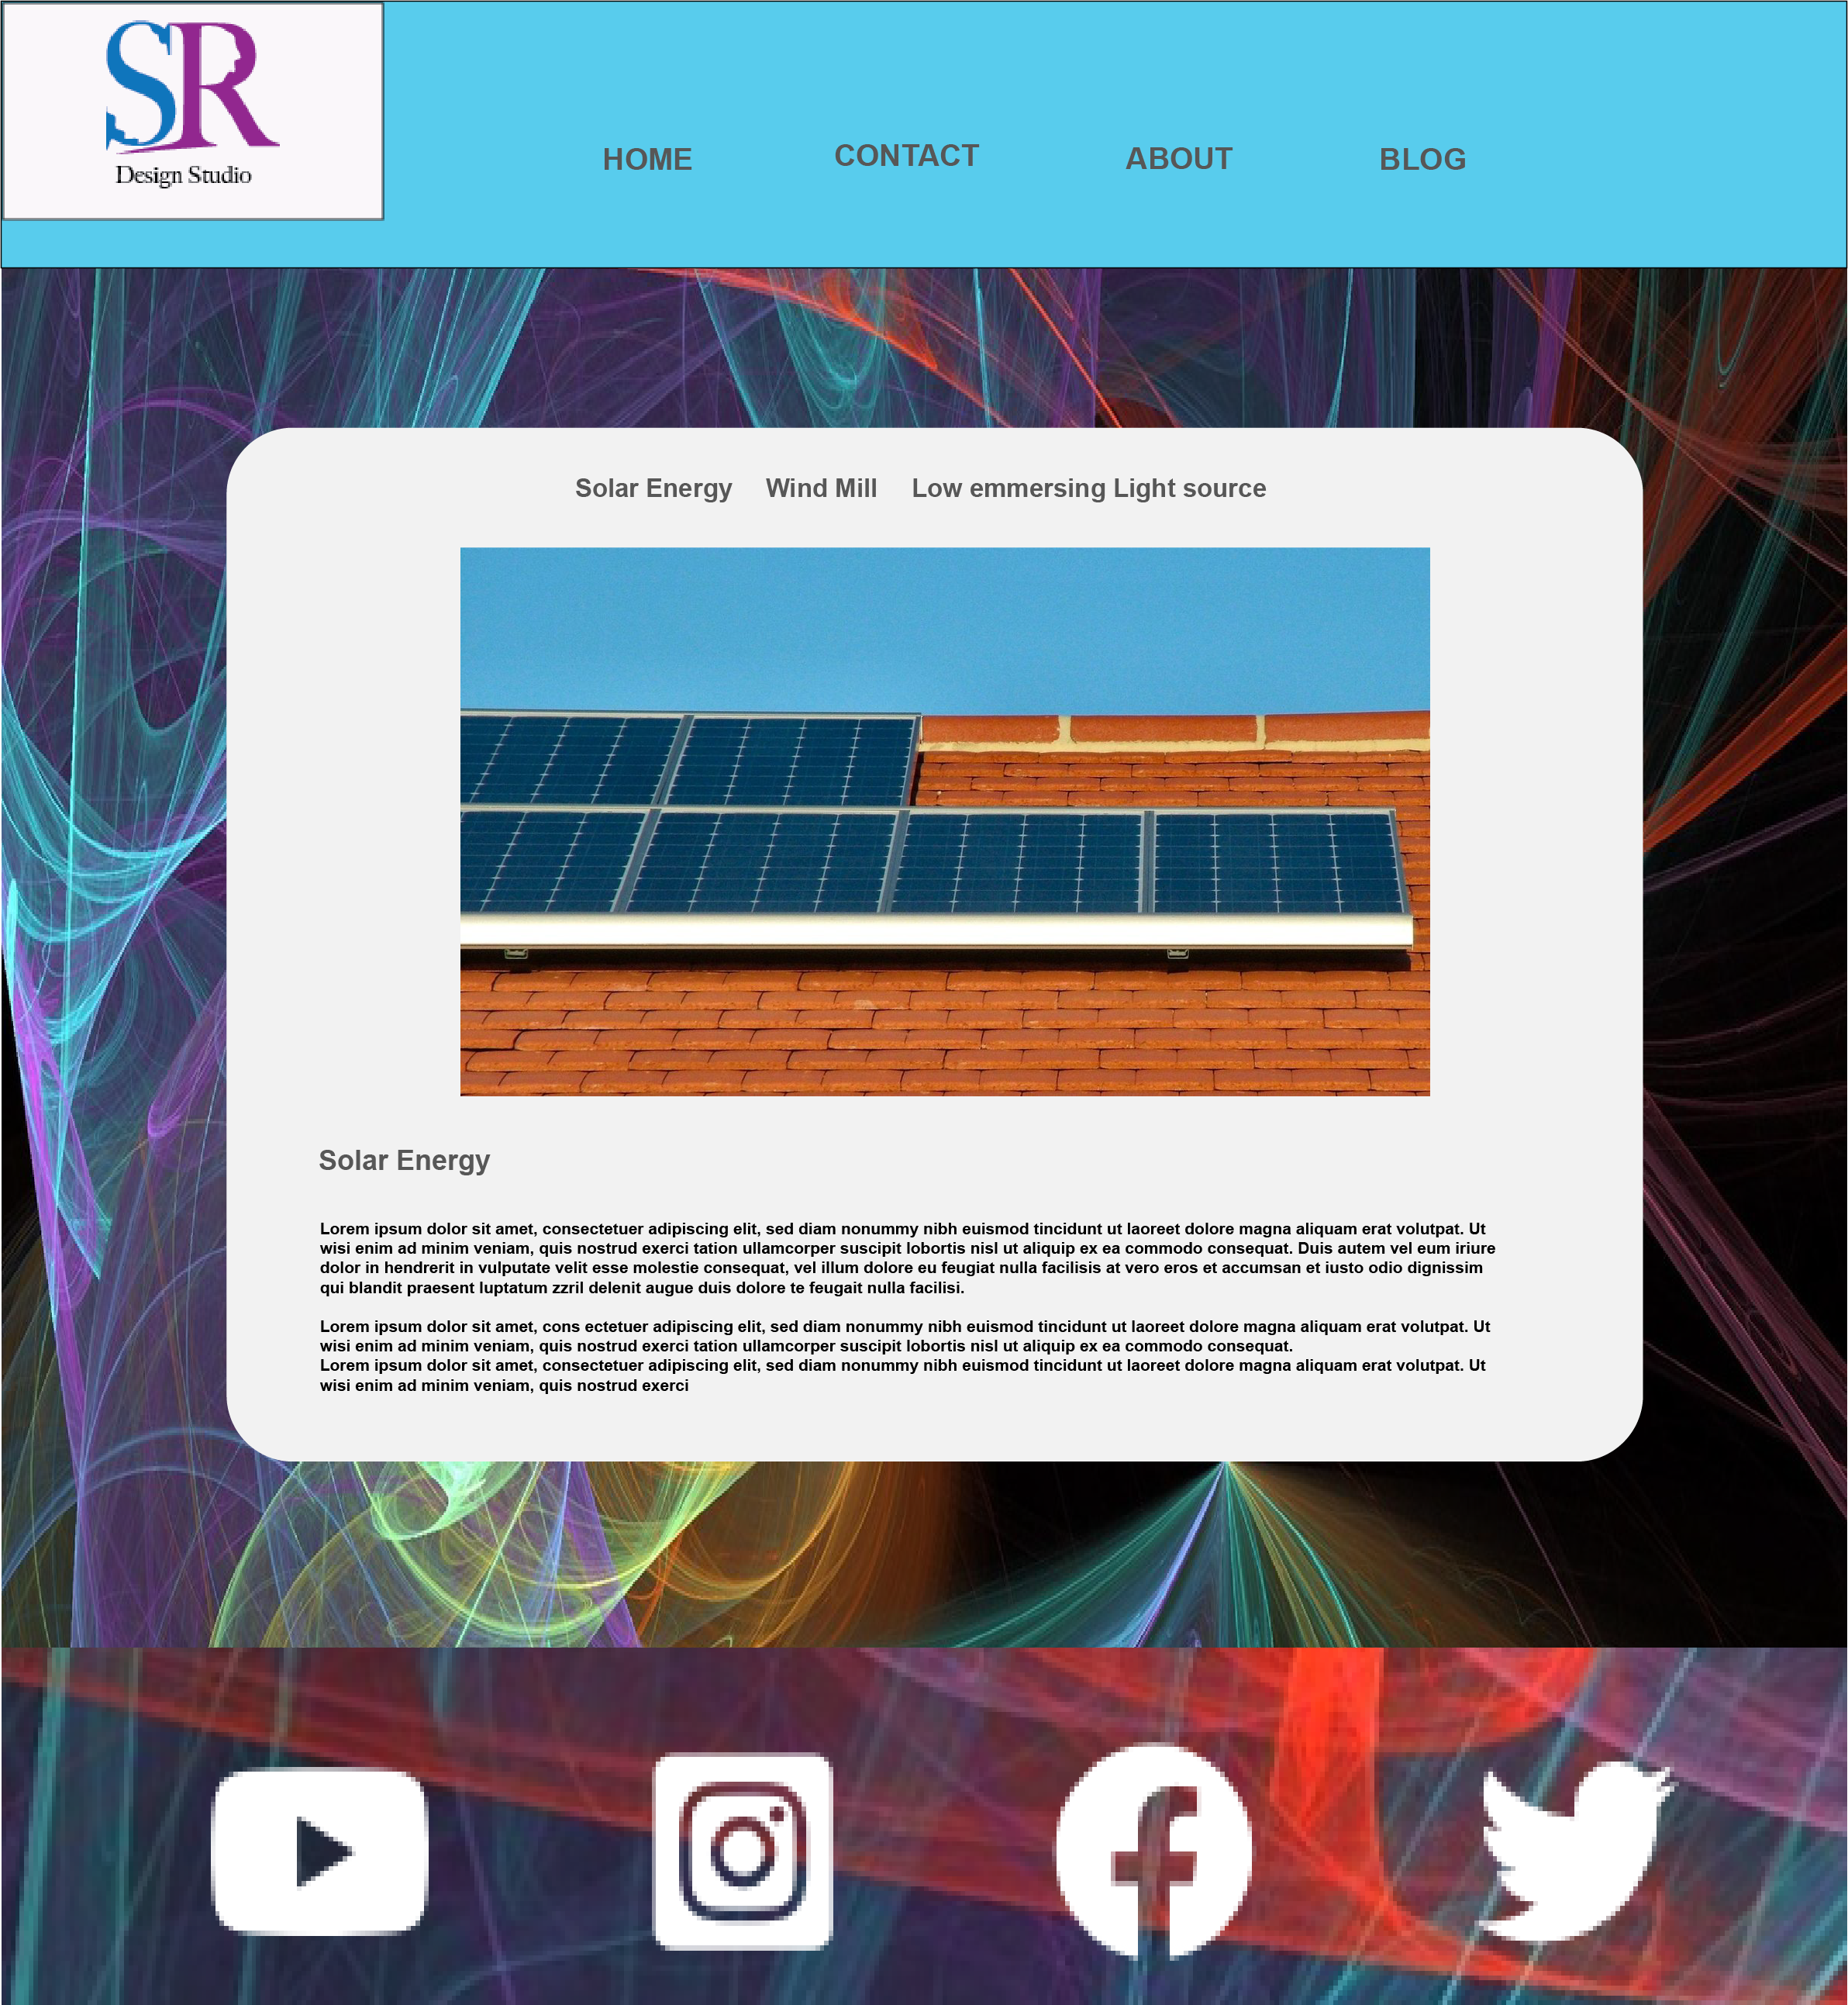 SR
Design Studio
HOME CONTACT ABOUT BLOG
Solar Energy Wind Mill Low emmersing Light source
Solar Energy
Lorem ipsum dolor sit amet, consectetuer adipiscing elit, sed diam nonummy nibh euismod tincidunt ut laoreet dolore magna aliquam erat volutpat. Ut
wisi enim ad minim veniam, quis nostrud exerci tation ullamcorper suscipit lobortis nisl ut aliquip ex ea commodo consequat. Duis autem vel eum iriure
dolor in hendrerit in vulputate velit esse molestie consequat, vel illum dolore eu feugiat nulla facilisis at vero eros et accumsan et iusto odio dignissim
qui blandit praesent luptatum zzril delenit augue duis dolore te feugait nulla facilisi.
Lorem ipsum dolor sit amet, cons ectetuer adipiscing elit, sed diam nonummy nibh euismod tincidunt ut laoreet dolore magna aliquam erat volutpat. Ut
wisi enim ad minim veniam, quis nostrud exerci tation ullamcorper suscipit lobortis nisl ut aliquip ex ea commodo consequat.
Lorem ipsum dolor sit amet, consectetuer adipiscing elit, sed diam nonummy nibh euismod tincidunt ut laoreet dolore magna aliquam erat volutpat. Ut
wisi enim ad minim veniam, quis nostrud exerci